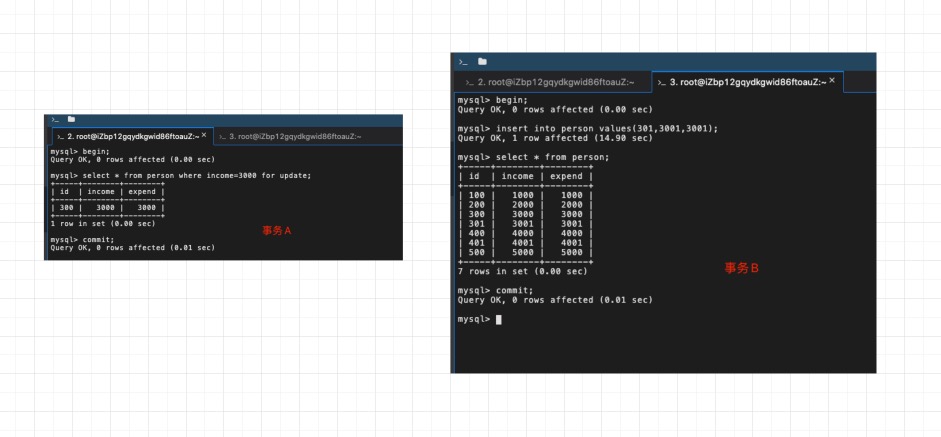 >_
>_ 2. root@iZbp12gqydkgwid86ftoauZ:~ × >_ 3. root@iZbp12gqydkgwid86ftoauZ:~
mysql> begin;
Query OK, 0 rows affected (0.00 sec)
mysql> select * from person where income=3000 for update;
+-----+--------+--------+
| id | income | expend |
+-----+--------+--------+
| 300 | 3000 | 3000 |
+-----+--------+--------+
1 row in set (0.00 sec)
事务A
mysql> commit;
Query OK, 0 rows affected (0.01 sec)
>_
>_ 2. root@iZbp12gqydkgwid86ftoauZ:~ >_ 3. root@iZbp12gqydkgwid86ftoauZ:~ ×
mysql> begin;
Query OK, 0 rows affected (0.00 sec)
mysql> insert into person values(301,3001,3001);
Query OK, 1 row affected (14.90 sec)
mysql> select * from person;
+-----+--------+--------+
| id | income | expend |
+-----+--------+--------+
| 100 | 1000 | 1000 |
| 200 | 2000 | 2000 |
| 300 | 3000 | 3000 |
| 301 | 3001 | 3001 |
| 400 | 4000 | 4000 |
| 401 | 4001 | 4001 |
| 500 | 5000 | 5000 |
+-----+--------+--------+
7 rows in set (0.00 sec)
事务B
mysql> commit;
Query OK, 0 rows affected (0.01 sec)
mysql>